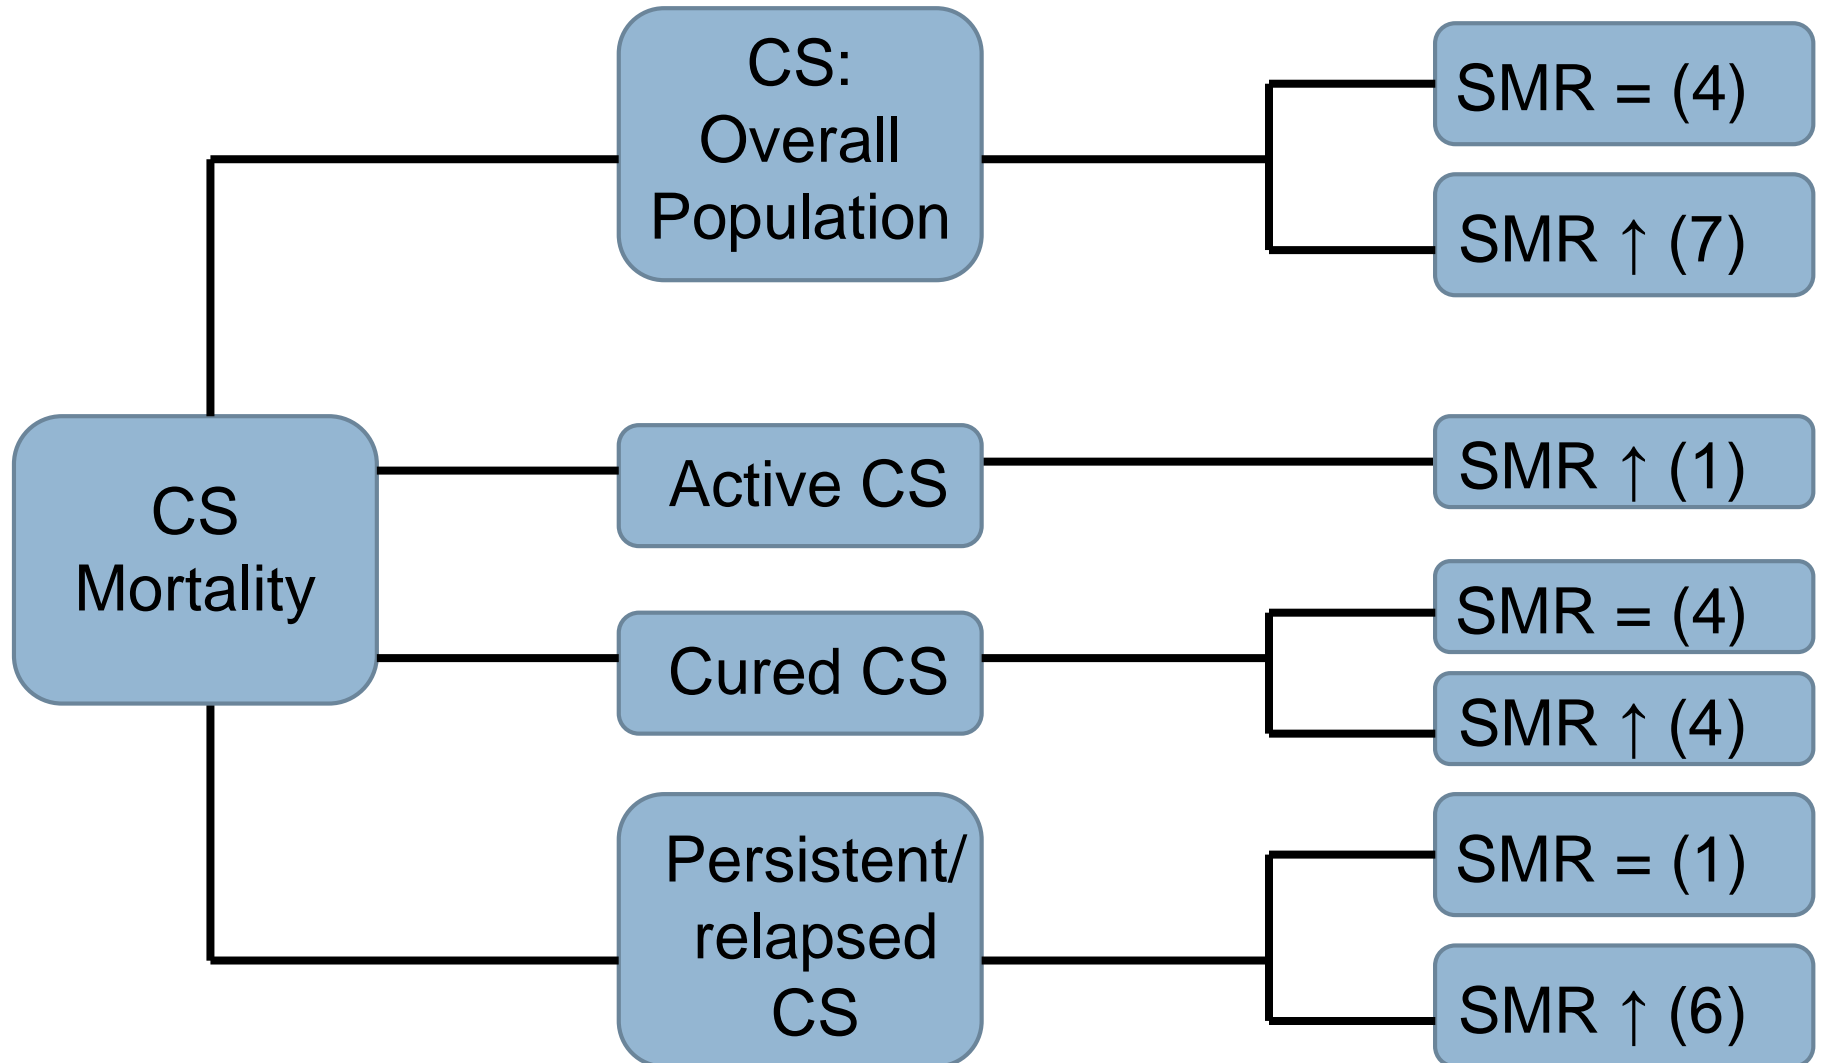 CS:
Overall
Population
SMR = (4)
SMR ↑ (7)
CS
Mortality
Active CS
SMR ↑ (1)
Cured CS
SMR = (4)
SMR ↑ (4)
Persistent/
relapsed
CS
SMR = (1)
SMR ↑ (6)